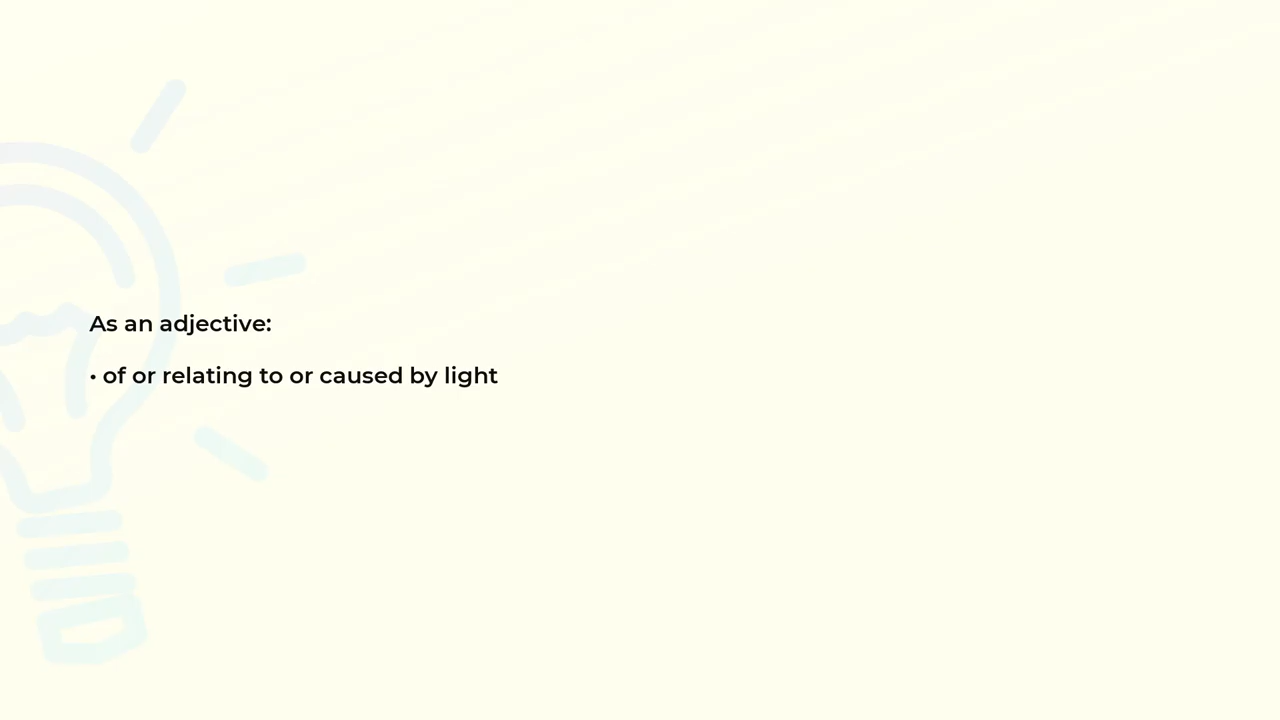 As an adjective:
• of or relating to or caused by light